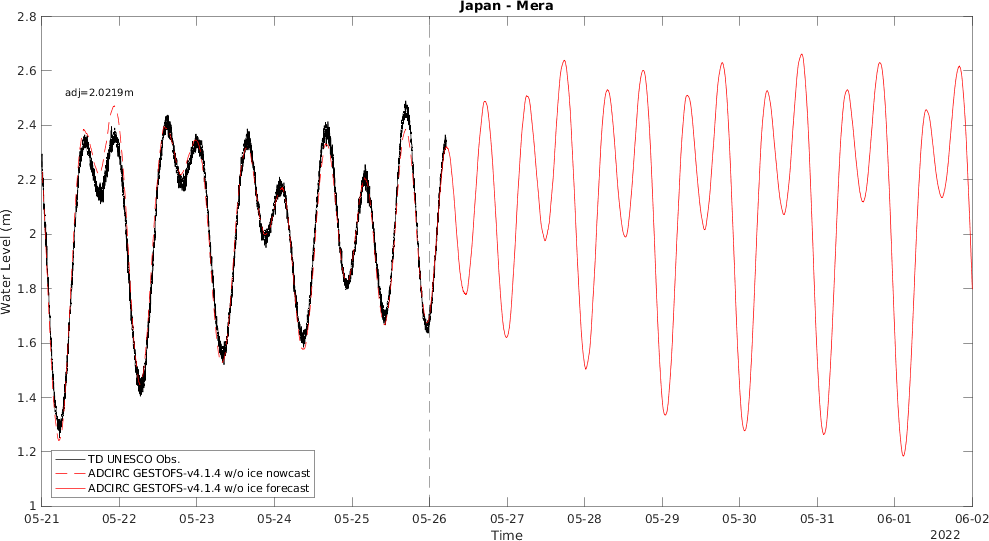 Japan - Mera
2.8
2.6
adj=2.0219m
2.4
2.2
2
Water Level (m)
1.8
1.6
1.4
1.2
1
TD UNESCO Obs.
ADCIRC GESTOFS-v4.1.4 w/o ice nowcast
ADCIRC GESTOFS-v4.1.4 w/o ice forecast
05-21 05-22 05-23 05-24 05-25 05-26 05-27 05-28 05-29 05-30 05-31 06-01 06-02
Time
2022